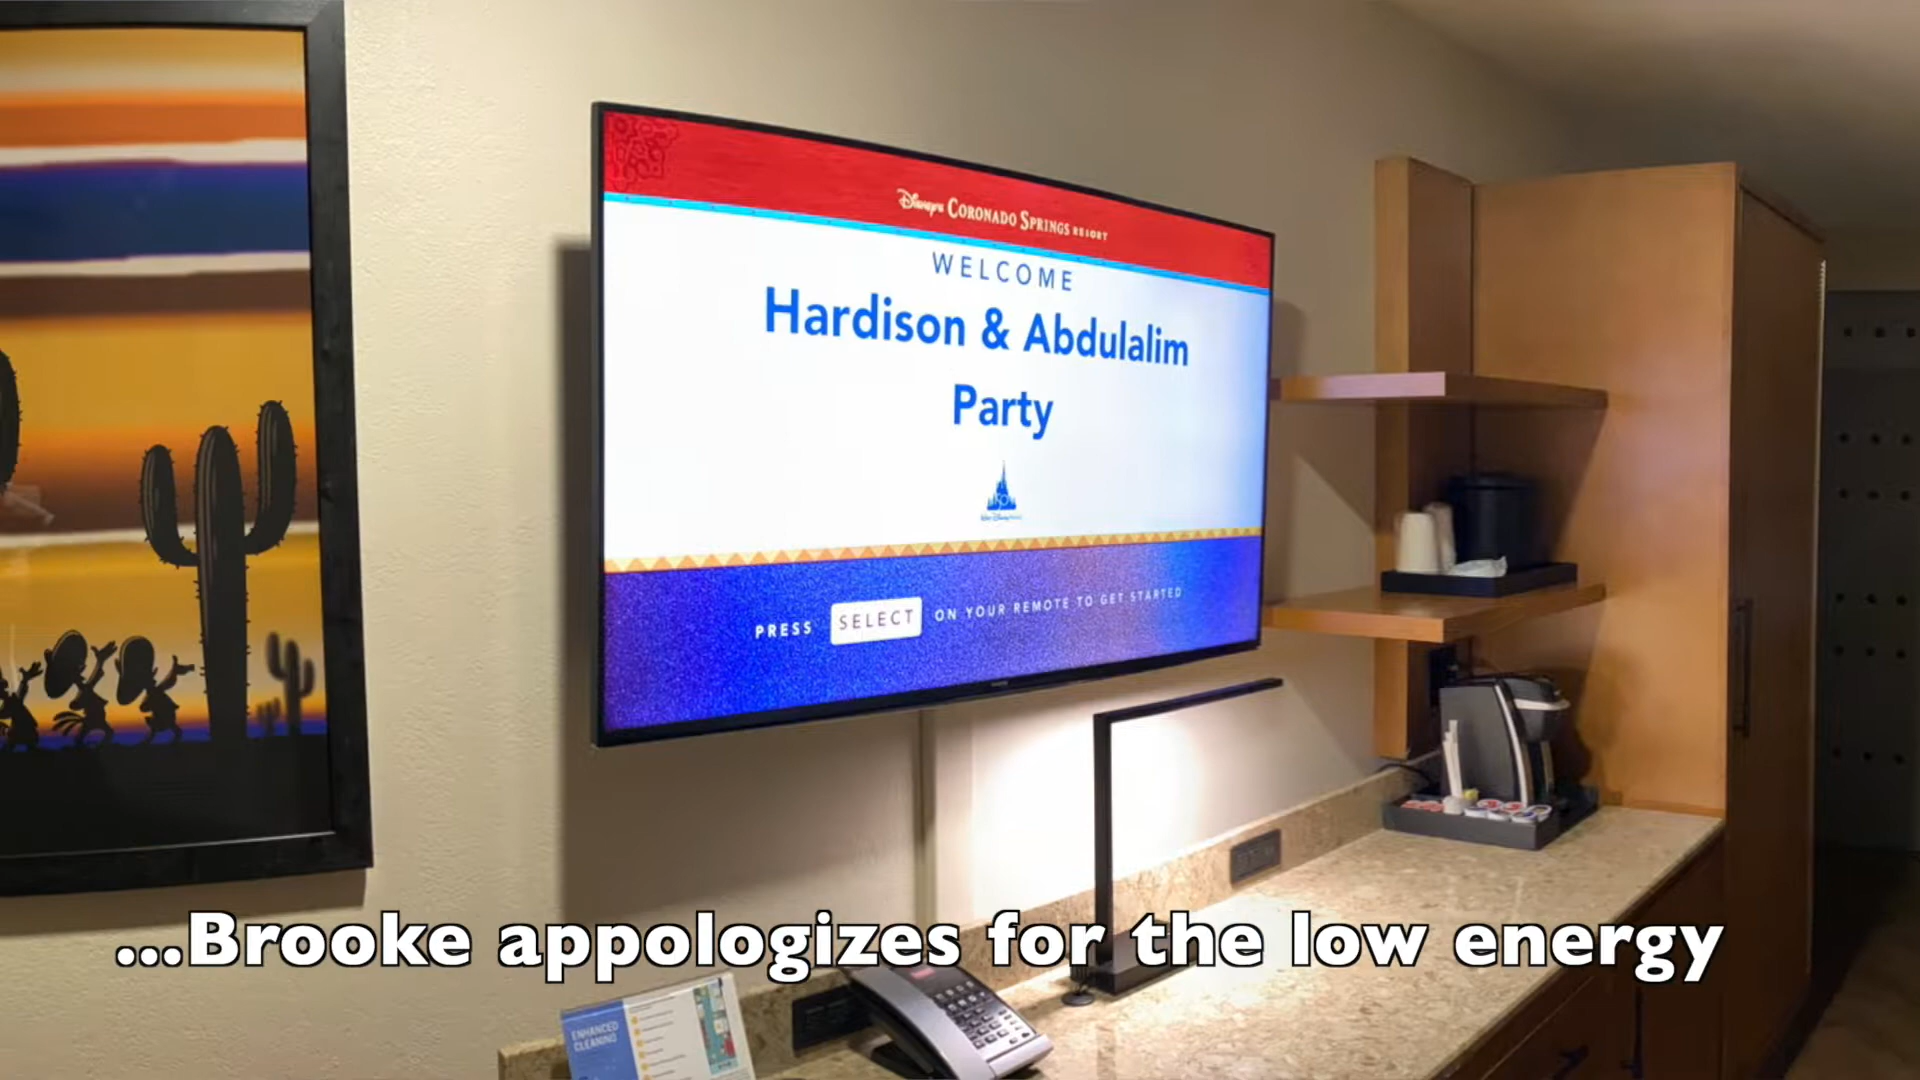 Disney's CORONADO SPRINGS RESORT
WELCOME
Hardison & Abdulalim
Party
PRESS SELECT ON YOUR REMOTE TO GET STARTED
...Brooke appologizes for the low energy
ENHANCED
CLEANING